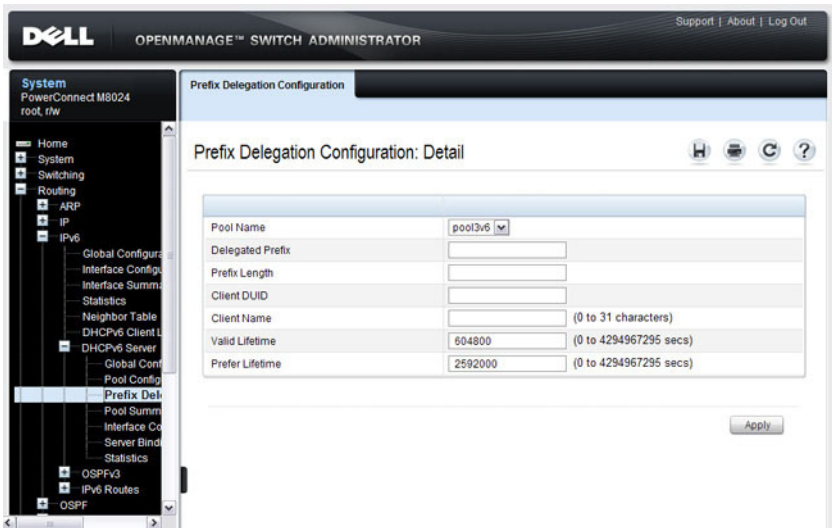 Support | About | Log Out
DELL
OPENMANAGE™ SWITCH ADMINISTRATOR
System
PowerConnect M8024
root, r/w
Prefix Delegation Configuration
Home
System
Switching
Routing
ARP
IP
IPv6
Global Configura
Interface Configu
Interface Summa
Statistics
Neighbor Table
DHCPv6 Client L
DHCPv6 Server
Global Conf
Pool Config
Prefix Del
Pool Summ
Interface Co
Server Bindi
Statistics
OSPFv3
IPv6 Routes
OSPF
Prefix Delegation Configuration: Detail
Pool Name pool3v6
Delegated Prefix
Prefix Length
Client DUID
Client Name (0 to 31 characters)
Valid Lifetime 604800 (0 to 4294967295 secs)
Prefer Lifetime 2592000 (0 to 4294967295 secs)
Apply